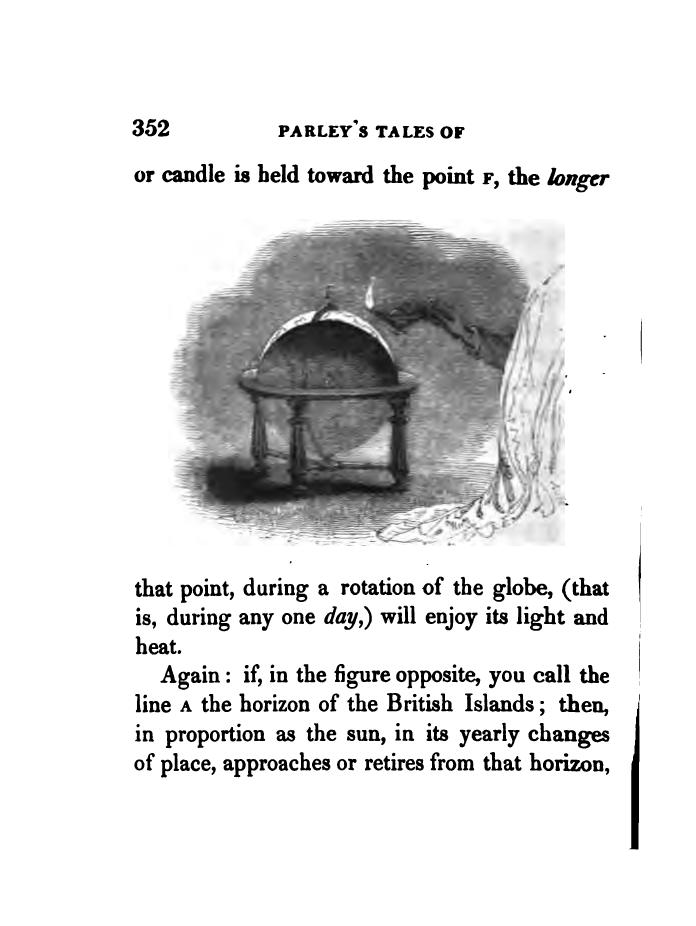 352 PARLEY'S TALES OF
or candle is held toward the point F, the longer
that point, during a rotation of the globe, (that
is, during any one day,) will enjoy its light and
heat.
Again : if, in the figure opposite, you call the
line A the horizon of the British Islands ; then,
in proportion as the sun, in its yearly changes
of place, approaches or retires from that horizon,